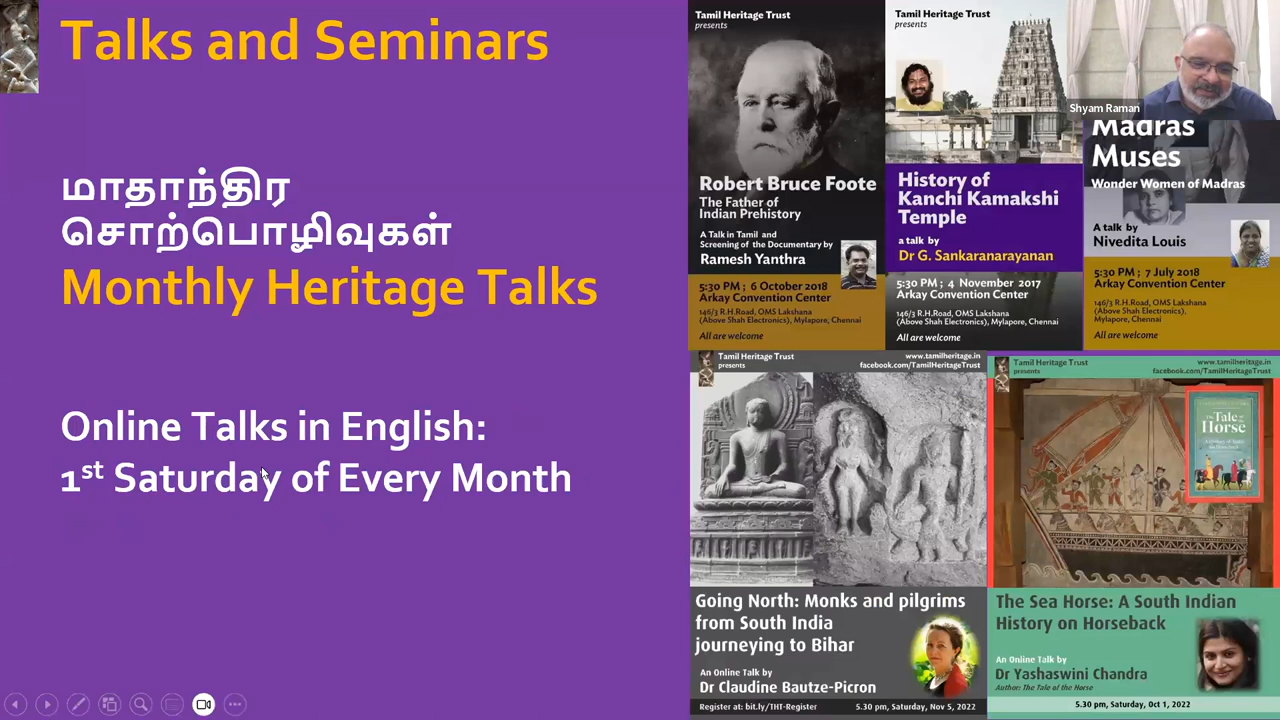 Talks and Seminars
மாதாந்திர
சொற்பொழிவுகள்
Monthly Heritage Talks
Online Talks in English:
1st Saturday of Every Month
Tamil Heritage Trust
presents
Robert Bruce Foote
The Father of
Indian Prehistory
A Talk in Tamil and
Screening of the Documentary by
Ramesh Yanthra
5:30 PM ; 6 October 2018
Arkay Convention Center
146/3 R.H.Road, OMS Lakshana
(Above Shah Electronics), Mylapore, Chennai
All are welcome
Tamil Heritage Trust
presents
History of
Kanchi Kamakshi
Temple
a talk by
Dr G. Sankaranarayanan
5:30 PM ; 4 November 2017
Arkay Convention Center
146/3 R.H.Road, OMS Lakshana
(Above Shah Electronics), Mylapore, Chennai
All are welcome
Shyam Raman
Madras
Muses
Wonder Women of Madras
A talk by
Nivedita Louis
5:30 PM ; 7 July 2018
Arkay Convention Center
146/3 R.H.Road, OMS Lakshana
(Above Shah Electronics),
Mylapore, Chennai
All are welcome
Tamil Heritage Trust
presents
www.tamilheritage.in
facebook.com/TamilHeritageTrust
Going North: Monks and pilgrims
from South India
journeying to Bihar
An Online Talk by
Dr Claudine Bautze-Picron
Register at: bit.ly/THT-Register 5.30 pm, Saturday, Nov 5, 2022
Tamil Heritage Trust
presents
www.tamilheritage.in
facebook.com/TamilHeritageTrust
The Tale of the
Horse
The Sea Horse: A South Indian
History on Horseback
An Online Talk by
Dr Yashaswini Chandra
Author: The Tale of the Horse
5.30 pm, Saturday, Oct 1, 2022